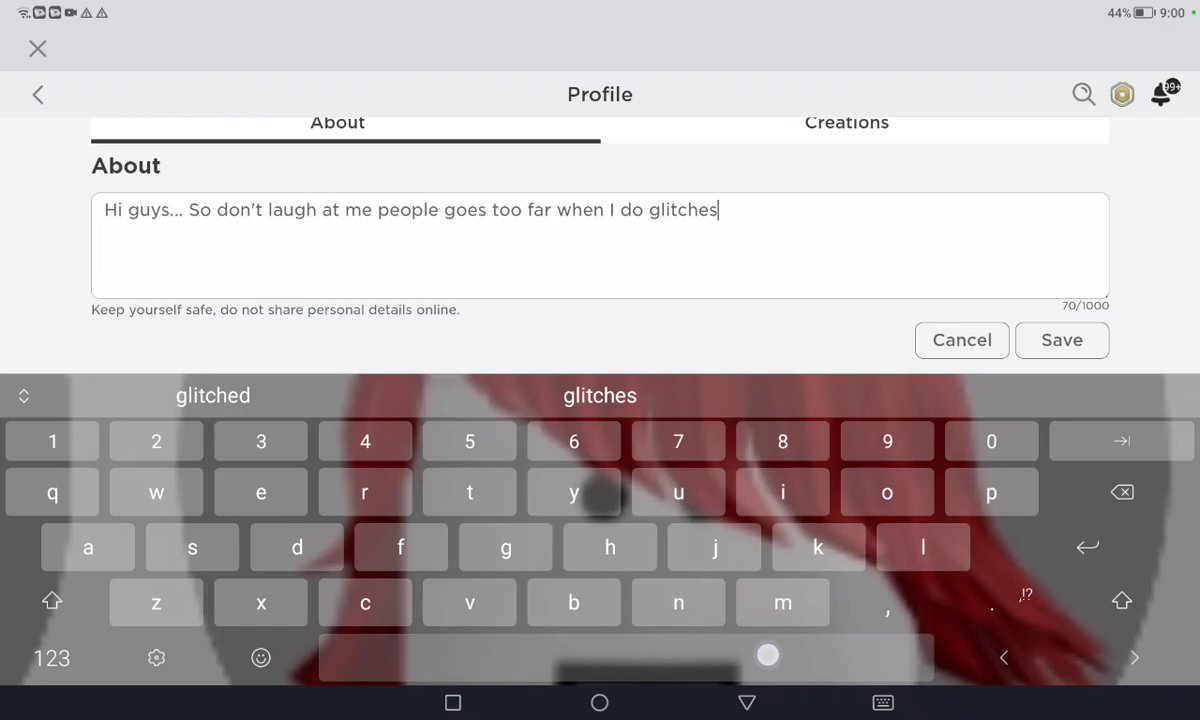 44% 9:00
Profile
99+
About Creations
About
Hi guys... So don't laugh at me people goes too far when I do glitches
Keep yourself safe, do not share personal details online.
70/1000
Cancel Save
glitched glitches
1 2 3 4 5 6 7 8 9 0
q w e r t y u i o p
a s d f g h j k l
z x c v b n m , . ,!?
123